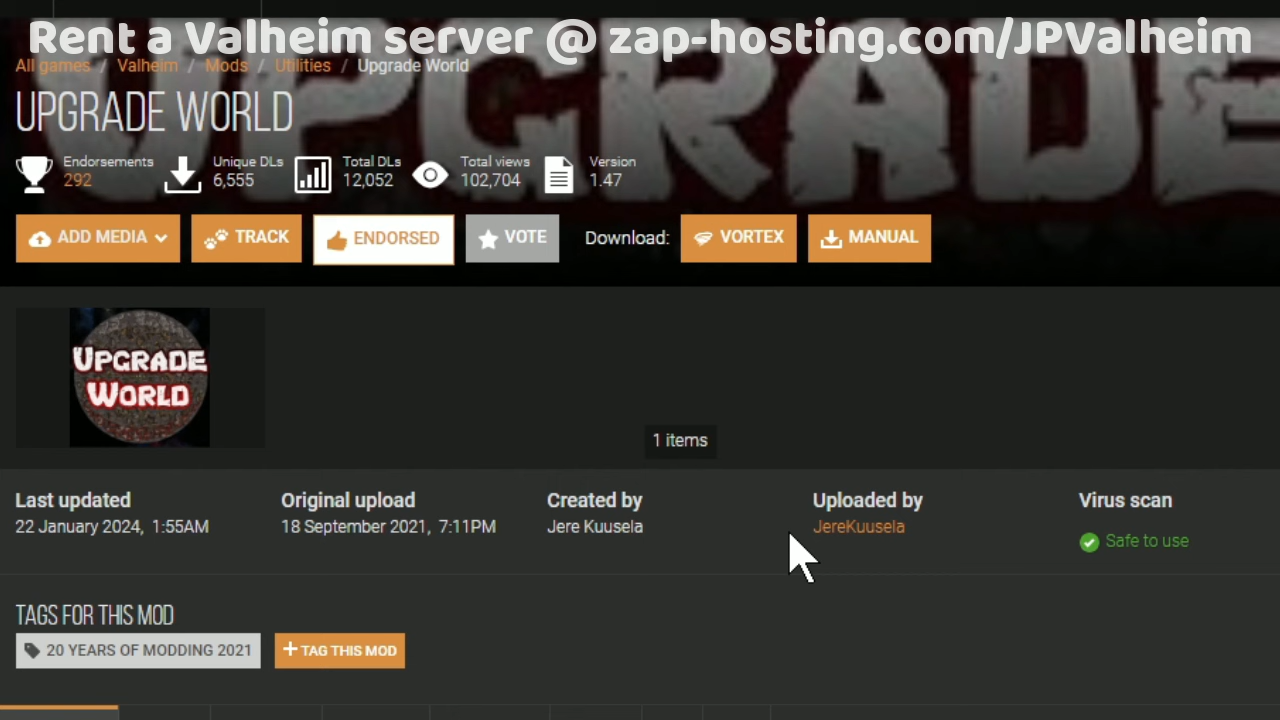 Rent a Valheim server @ zap-hosting.com/JPValheim
All games / Valheim / Mods / Utilities / Upgrade World
UPGRADE
UPGRADE WORLD
Endorsements
292
Unique DLs
6,555
Total DLs
12,052
Total views
102,704
Version
1.47
ADD MEDIA
TRACK
ENDORSED
VOTE
Download:
VORTEX
MANUAL
UPGRADE
WORLD
1 items
Last updated
22 January 2024, 1:55AM
Original upload
18 September 2021, 7:11PM
Created by
Jere Kuusela
Uploaded by
JereKuusela
Virus scan
Safe to use
TAGS FOR THIS MOD
20 YEARS OF MODDING 2021
+ TAG THIS MOD